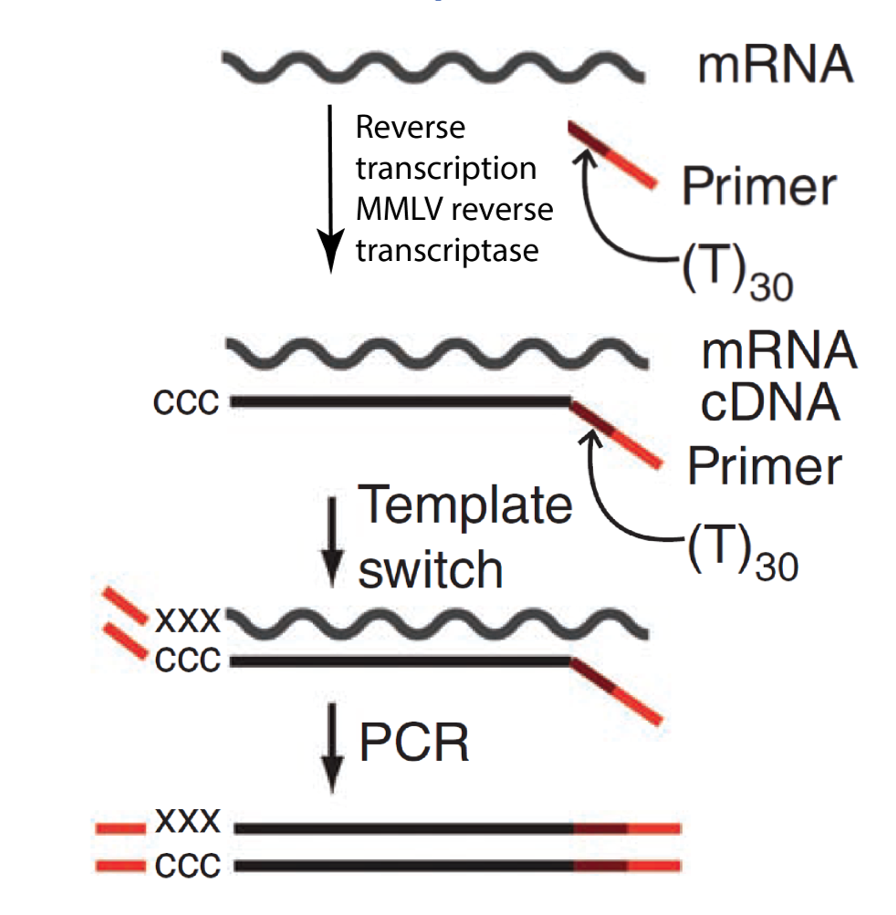 mRNA
Reverse
transcription
MMLV reverse
transcriptase
Primer
(T)30
mRNA
CCC
cDNA
Primer
Template
switch
(T)30
XXX
CCC
PCR
XXX
CCC